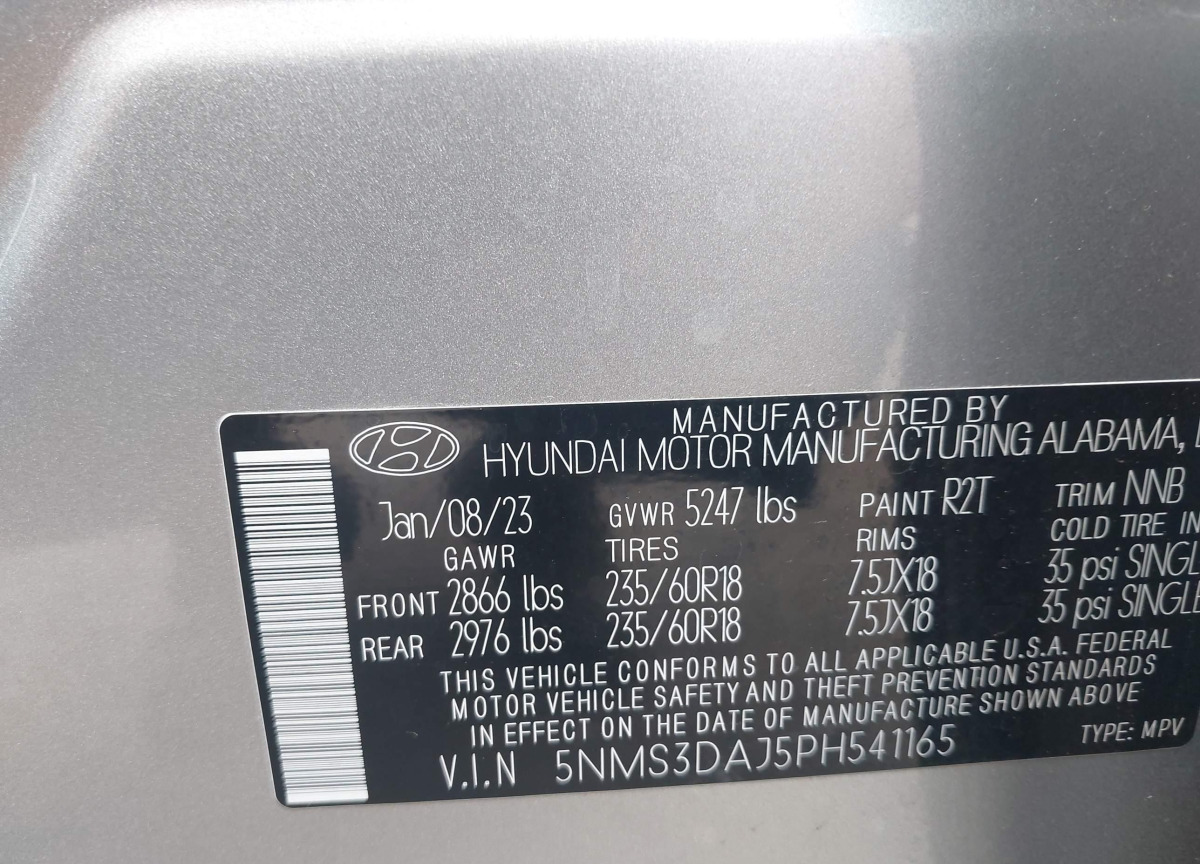 MANUFACTURED BY
HYUNDAI MOTOR MANUFACTURING ALABAMA,
Jan/08/23 GVWR 5247 lbs PAINT R2T TRIM NNB
GAWR TIRES RIMS COLD TIRE IN
FRONT 2866 lbs 235/60R18 7.5JX18 35 psi SINGLE
REAR 2976 lbs 235/60R18 7.5JX18 35 psi SINGLE
THIS VEHICLE CONFORMS TO ALL APPLICABLE U.S.A. FEDERAL
MOTOR VEHICLE SAFETY AND THEFT PREVENTION STANDARDS
IN EFFECT ON THE DATE OF MANUFACTURE SHOWN ABOVE
V.I.N 5NMS3DAJ5PH541165 TYPE: MPV